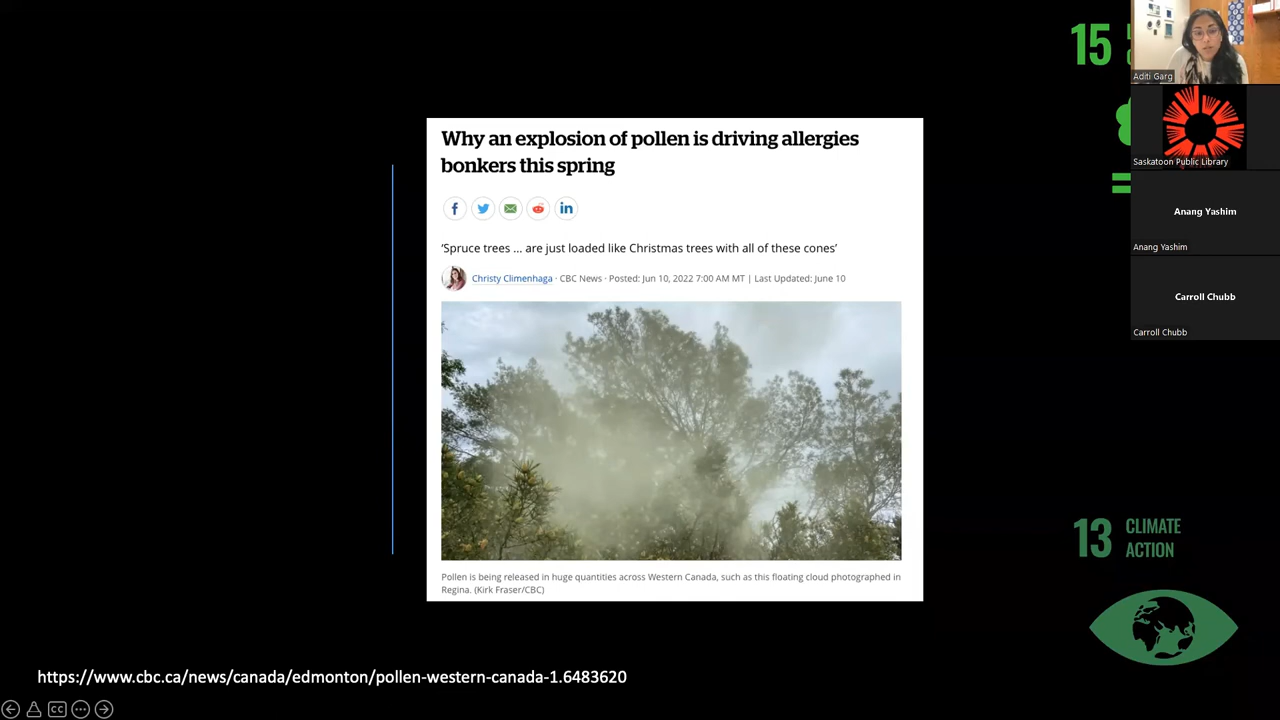 Why an explosion of pollen is driving allergies
bonkers this spring
'Spruce trees ... are just loaded like Christmas trees with all of these cones'
Christy Climenhaga · CBC News · Posted: Jun 10, 2022 7:00 AM MT | Last Updated: June 10
Pollen is being released in huge quantities across Western Canada, such as this floating cloud photographed in
Regina. (Kirk Fraser/CBC)
https://www.cbc.ca/news/canada/edmonton/pollen-western-canada-1.6483620
15
13 CLIMATE
ACTION
Aditi Garg
Saskatoon Public Library
Anang Yashim
Anang Yashim
Carroll Chubb
Carroll Chubb
CC